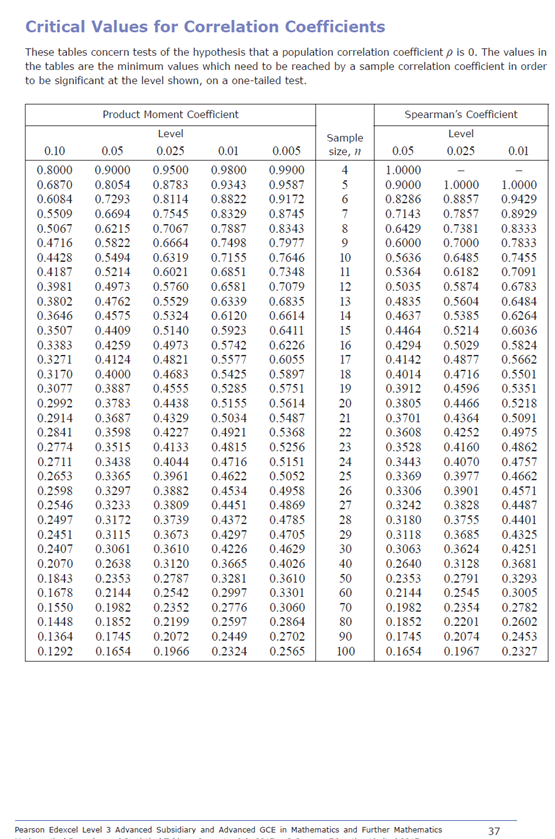 Critical Values for Correlation Coefficients
These tables concern tests of the hypothesis that a population correlation coefficient ρ is 0. The values in
the tables are the minimum values which need to be reached by a sample correlation coefficient in order
to be significant at the level shown, on a one-tailed test.
Product Moment Coefficient Spearman's Coefficient
Level Sample Level
0.10 0.05 0.025 0.01 0.005 size, n 0.05 0.025 0.01
0.8000 0.9000 0.9500 0.9800 0.9900 4 1.0000 – –
0.6870 0.8054 0.8783 0.9343 0.9587 5 0.9000 1.0000 1.0000
0.6084 0.7293 0.8114 0.8822 0.9172 6 0.8286 0.8857 0.9429
0.5509 0.6694 0.7545 0.8329 0.8745 7 0.7143 0.7857 0.8929
0.5067 0.6215 0.7067 0.7887 0.8343 8 0.6429 0.7381 0.8333
0.4716 0.5822 0.6664 0.7498 0.7977 9 0.6000 0.7000 0.7833
0.4428 0.5494 0.6319 0.7155 0.7646 10 0.5636 0.6485 0.7455
0.4187 0.5214 0.6021 0.6851 0.7348 11 0.5364 0.6182 0.7091
0.3981 0.4973 0.5760 0.6581 0.7079 12 0.5035 0.5874 0.6783
0.3802 0.4762 0.5529 0.6339 0.6835 13 0.4835 0.5604 0.6484
0.3646 0.4575 0.5324 0.6120 0.6614 14 0.4637 0.5385 0.6264
0.3507 0.4409 0.5140 0.5923 0.6411 15 0.4464 0.5214 0.6036
0.3383 0.4259 0.4973 0.5742 0.6226 16 0.4294 0.5029 0.5824
0.3271 0.4124 0.4821 0.5577 0.6055 17 0.4142 0.4877 0.5662
0.3170 0.4000 0.4683 0.5425 0.5897 18 0.4014 0.4716 0.5501
0.3077 0.3887 0.4555 0.5285 0.5751 19 0.3912 0.4596 0.5351
0.2992 0.3783 0.4438 0.5155 0.5614 20 0.3805 0.4466 0.5218
0.2914 0.3687 0.4329 0.5034 0.5487 21 0.3701 0.4364 0.5091
0.2841 0.3598 0.4227 0.4921 0.5368 22 0.3608 0.4252 0.4975
0.2774 0.3515 0.4133 0.4815 0.5256 23 0.3528 0.4160 0.4862
0.2711 0.3438 0.4044 0.4716 0.5151 24 0.3443 0.4070 0.4757
0.2653 0.3365 0.3961 0.4622 0.5052 25 0.3369 0.3977 0.4662
0.2598 0.3297 0.3882 0.4534 0.4958 26 0.3306 0.3901 0.4571
0.2546 0.3233 0.3809 0.4451 0.4869 27 0.3242 0.3828 0.4487
0.2497 0.3172 0.3739 0.4372 0.4785 28 0.3180 0.3755 0.4401
0.2451 0.3115 0.3673 0.4297 0.4705 29 0.3118 0.3685 0.4325
0.2407 0.3061 0.3610 0.4226 0.4629 30 0.3063 0.3624 0.4251
0.2070 0.2638 0.3120 0.3665 0.4026 40 0.2640 0.3128 0.3681
0.1843 0.2353 0.2787 0.3281 0.3610 50 0.2353 0.2791 0.3293
0.1678 0.2144 0.2542 0.2997 0.3301 60 0.2144 0.2545 0.3005
0.1550 0.1982 0.2352 0.2776 0.3060 70 0.1982 0.2354 0.2782
0.1448 0.1852 0.2199 0.2597 0.2864 80 0.1852 0.2201 0.2602
0.1364 0.1745 0.2072 0.2449 0.2702 90 0.1745 0.2074 0.2453
0.1292 0.1654 0.1966 0.2324 0.2565 100 0.1654 0.1967 0.2327
Pearson Edexcel Level 3 Advanced Subsidiary and Advanced GCE in Mathematics and Further Mathematics 37